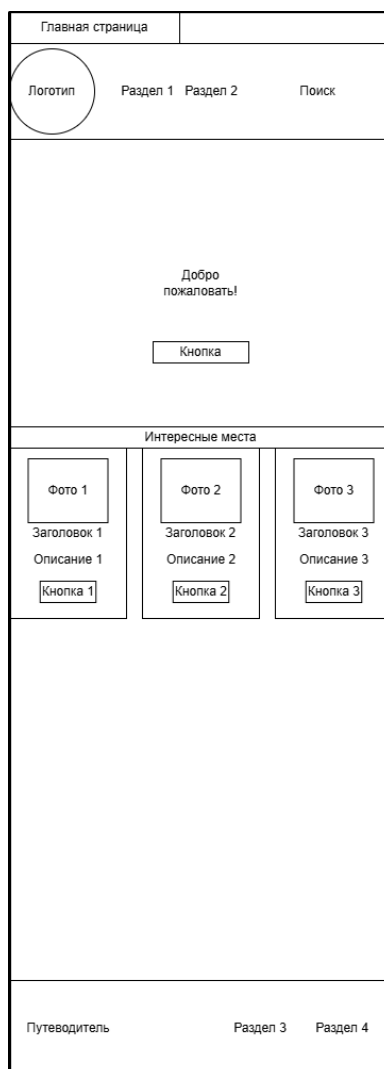 Главная страница
Логотип
Раздел 1 Раздел 2
Поиск
Добро
пожаловать!
Кнопка
Интересные места
Фото 1
Заголовок 1
Описание 1
Кнопка 1
Фото 2
Заголовок 2
Описание 2
Кнопка 2
Фото 3
Заголовок 3
Описание 3
Кнопка 3
Путеводитель
Раздел 3
Раздел 4